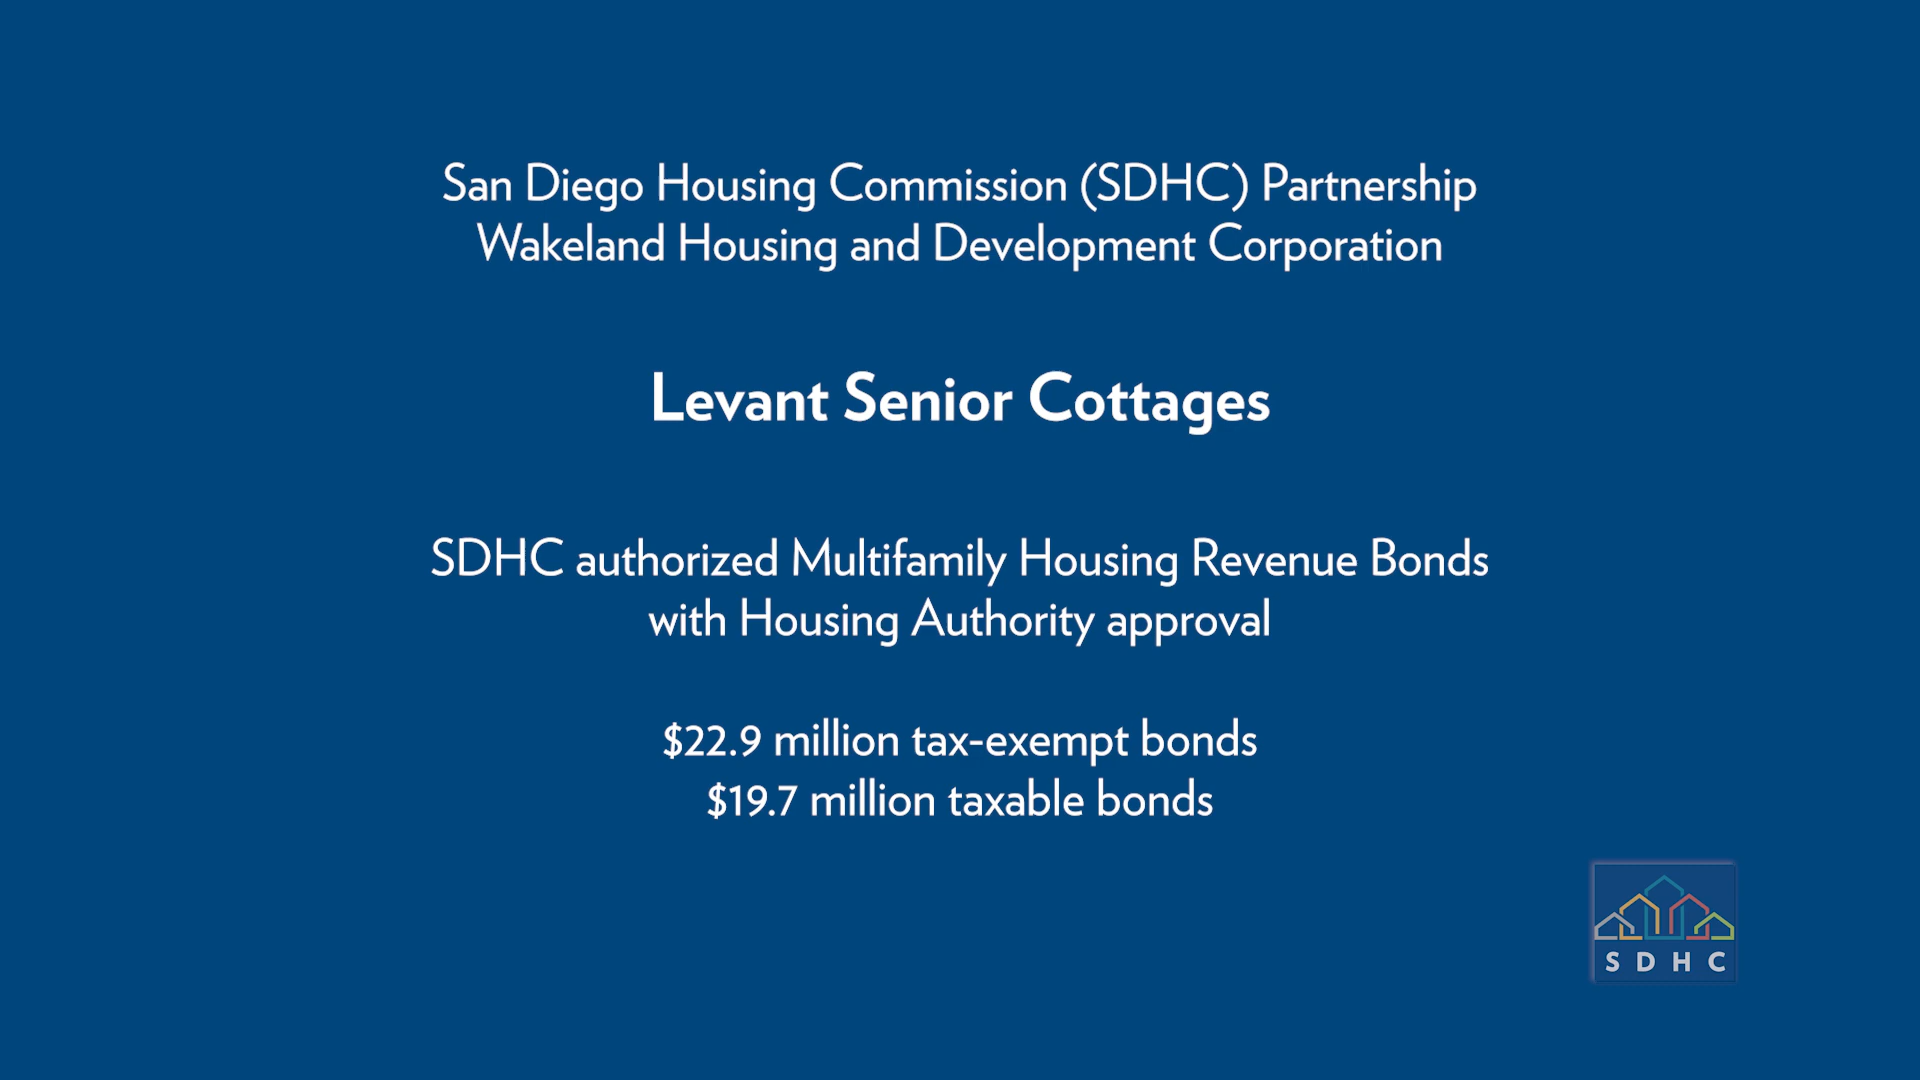 San Diego Housing Commission (SDHC) Partnership
Wakeland Housing and Development Corporation
Levant Senior Cottages
SDHC authorized Multifamily Housing Revenue Bonds
with Housing Authority approval
$22.9 million tax-exempt bonds
$19.7 million taxable bonds
SDHC